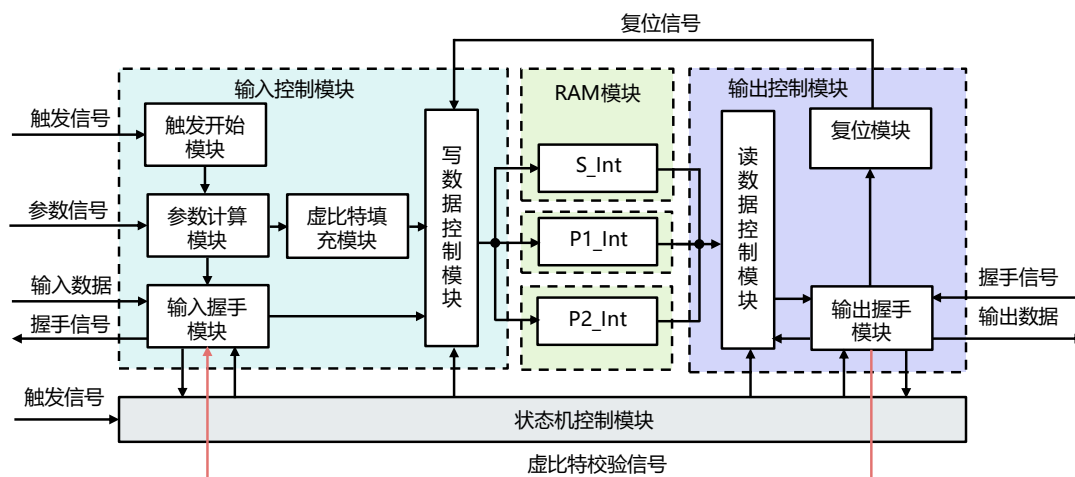 复位信号
输入控制模块
RAM模块
输出控制模块
触发信号
触发开始
模块
写数据控制模块
S_Int
读数据控制模块
复位模块
参数信号
参数计算
模块
虚比特填
充模块
P1_Int
输入数据
握手信号
输入握手
模块
P2_Int
输出握手
模块
握手信号
输出数据
触发信号
状态机控制模块
虚比特校验信号